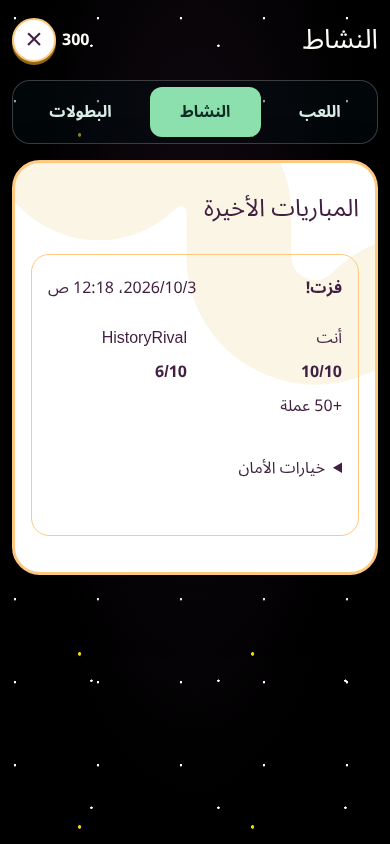 النشاط
300
اللعب
النشاط
البطولات
المباريات الأخيرة
فزت!
2026/10/3، 12:18 ص
أنت
HistoryRival
10/10
6/10
+50 عملة
خيارات الأمان